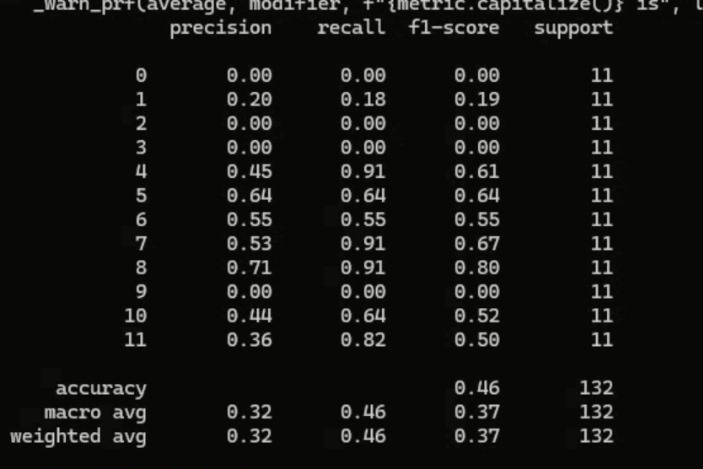 _warn_prf(average, modifier, f"{metric.capitalize()} is", l
precision recall f1-score support
0 0.00 0.00 0.00 11
1 0.20 0.18 0.19 11
2 0.00 0.00 0.00 11
3 0.00 0.00 0.00 11
4 0.45 0.91 0.61 11
5 0.64 0.64 0.64 11
6 0.55 0.55 0.55 11
7 0.53 0.91 0.67 11
8 0.71 0.91 0.80 11
9 0.00 0.00 0.00 11
10 0.44 0.64 0.52 11
11 0.36 0.82 0.50 11
accuracy 0.46 132
macro avg 0.32 0.46 0.37 132
weighted avg 0.32 0.46 0.37 132